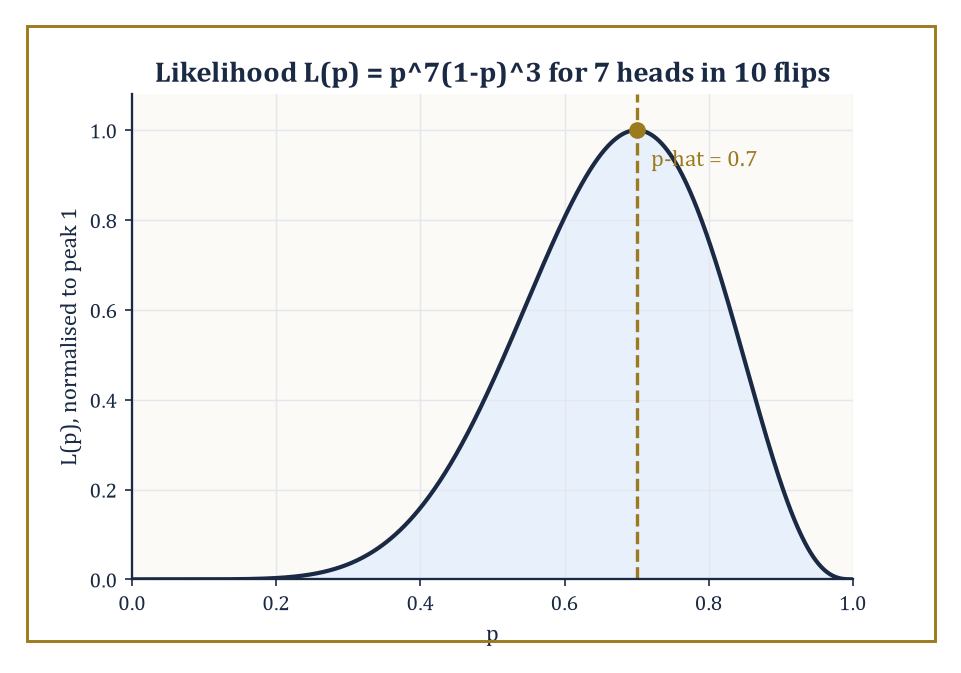 Likelihood L(p) = p^7(1-p)^3 for 7 heads in 10 flips
L(p), normalised to peak 1
1.0
0.8
0.6
0.4
0.2
0.0
p-hat = 0.7
0.0 0.2 0.4 0.6 0.8 1.0
p